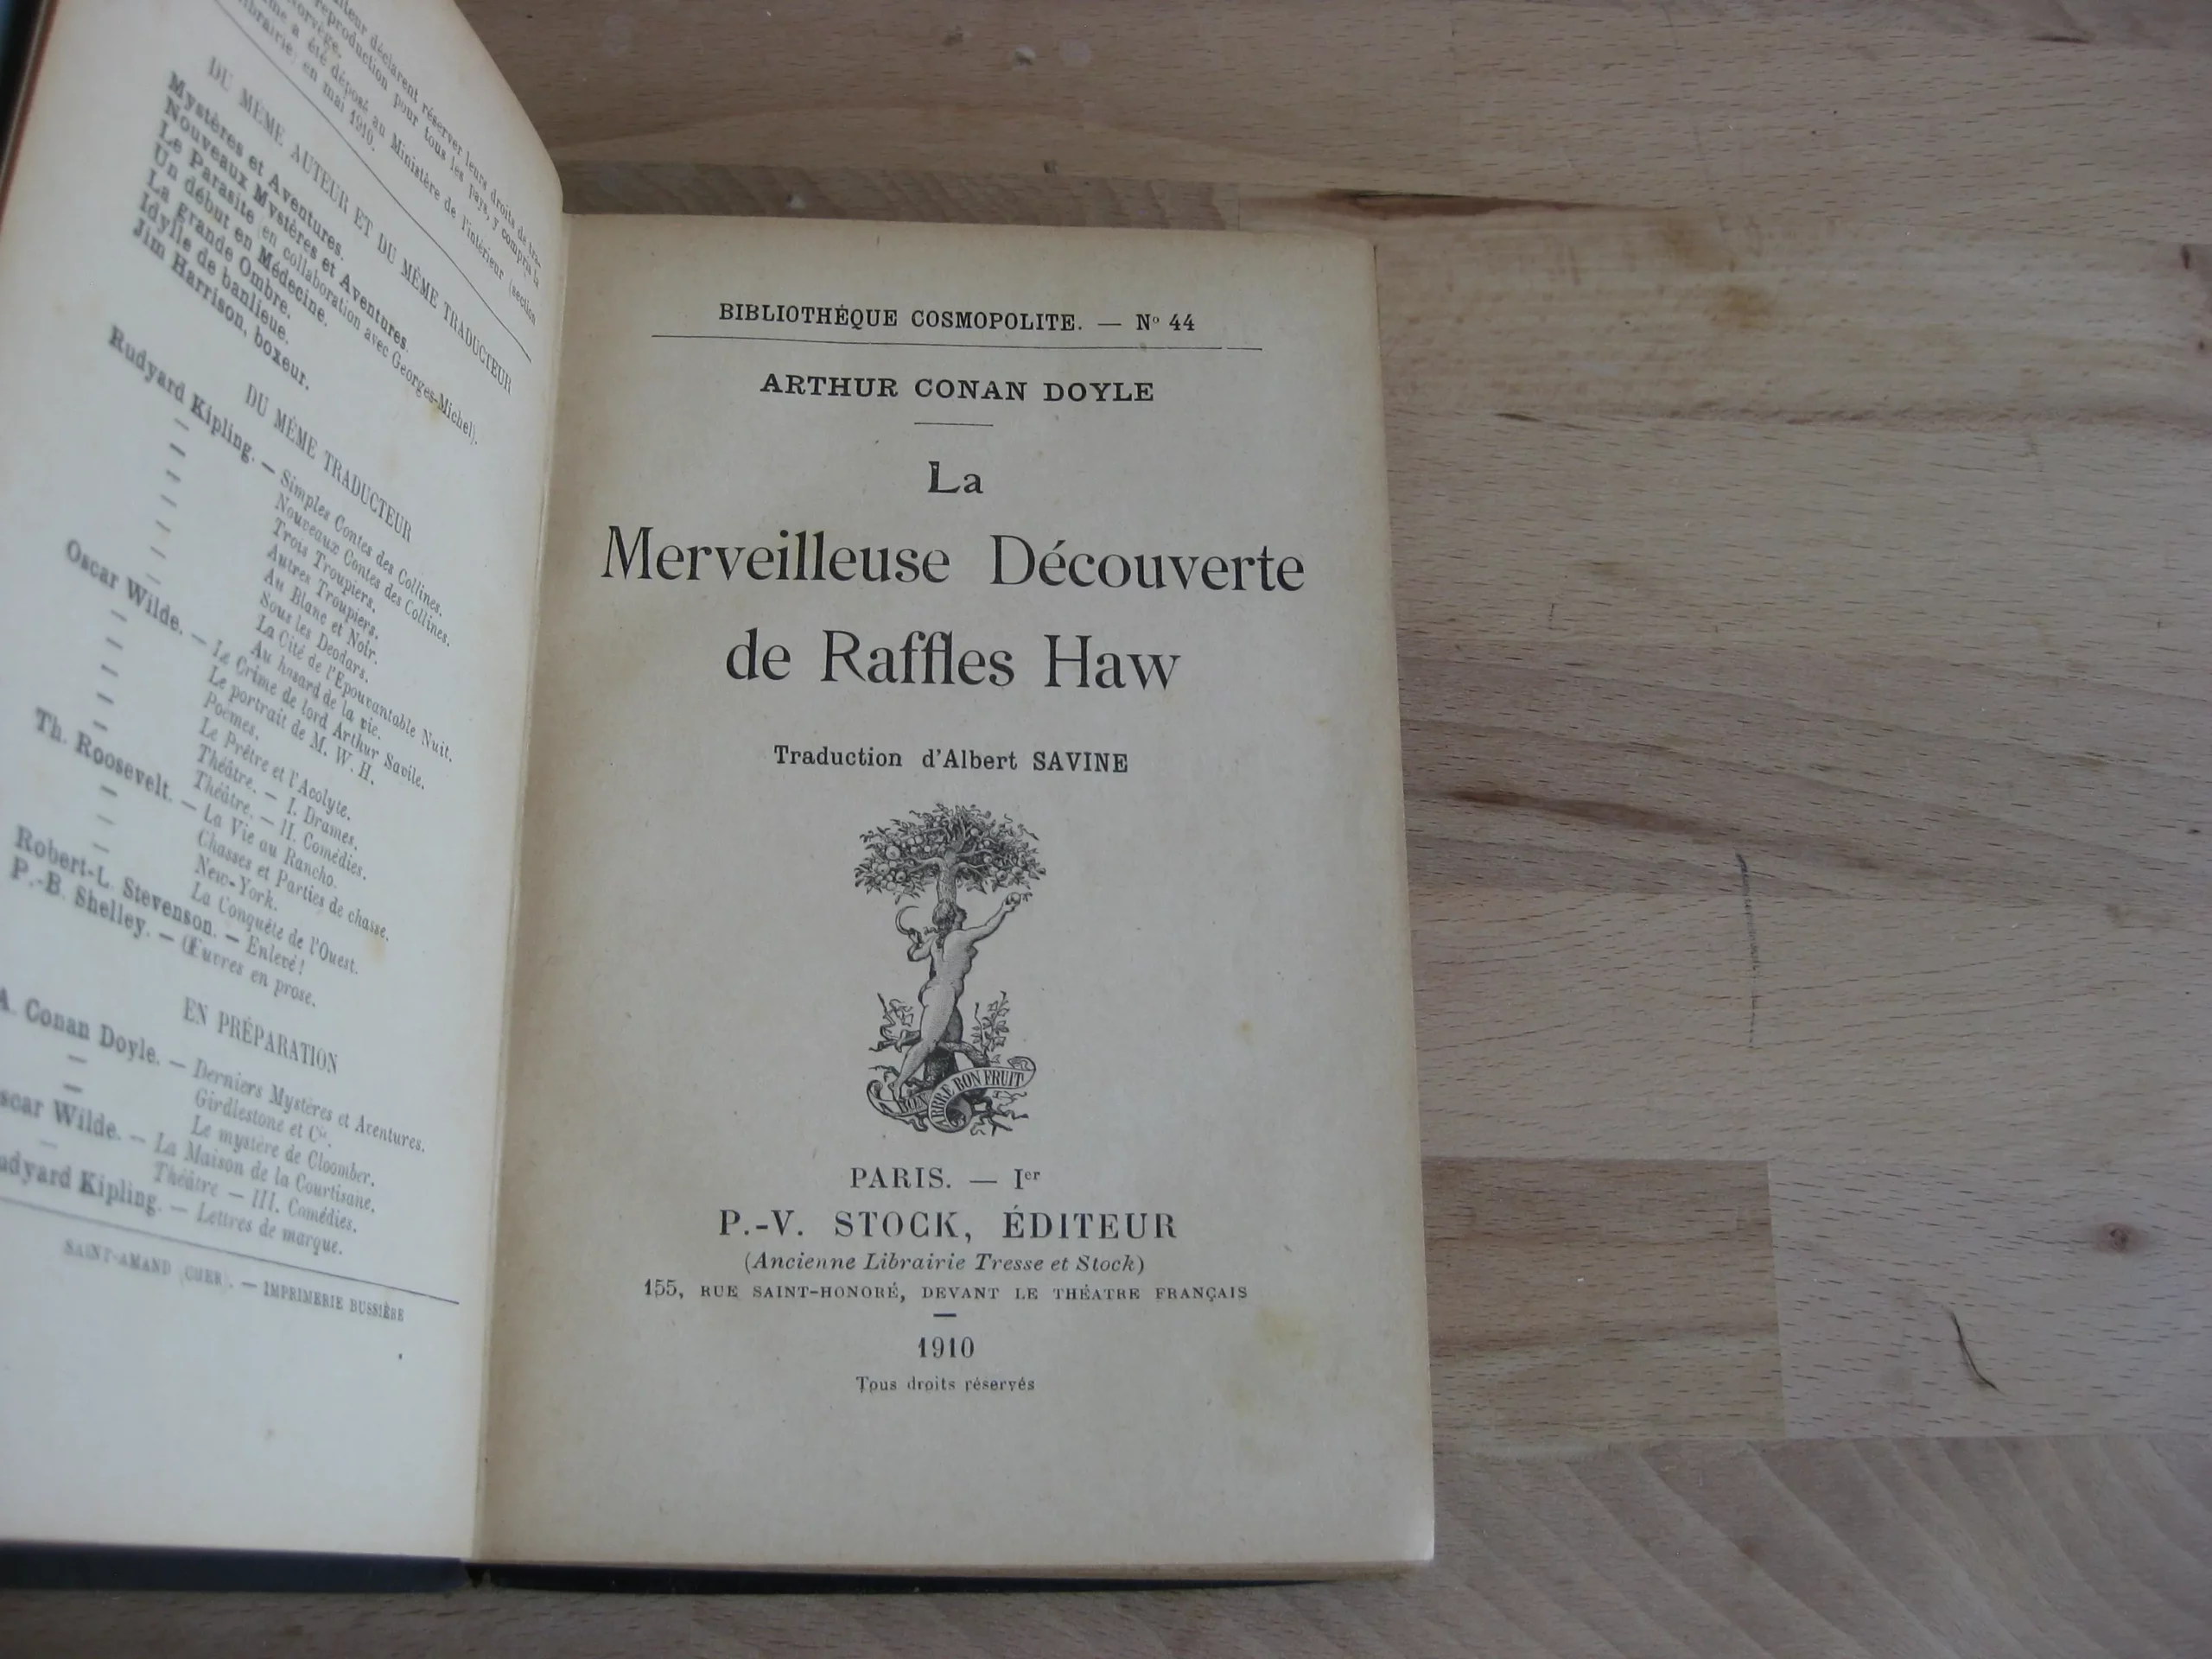 teur déclarent réserver leurs droits de tra-
reproduction pour tous les pays, y compris la
Norvège.
me a été déposé au Ministère de l'intérieur (section
librairie) en mai 1910.
DU MÊME AUTEUR ET DU MÊME TRADUCTEUR
Mystères et Aventures.
Nouveaux Mystères et Aventures.
Le Parasite (en collaboration avec Georges-Michel).
Un début en Médecine.
La grande Ombre.
Idylle de banlieue.
Jim Harrison, boxeur.
DU MÊME TRADUCTEUR
Rudyard Kipling. — Simples Contes des Collines.
— Nouveaux Contes des Collines.
— Trois Troupiers.
— Autres Troupiers.
— Au Blanc et Noir.
— Sous les Deodars.
— La Cité de l'Epouvantable Nuit.
— Au hasard de la vie.
Oscar Wilde. — Le Crime de lord Arthur Savile.
— Le portrait de M. W. H.
— Poèmes.
— Le Prêtre et l'Acolyte.
— Théâtre. — I. Drames.
— Théâtre. — II. Comédies.
Th. Roosevelt. — La Vie au Rancho.
— Chasses et Parties de chasse.
— New-York.
— La Conquête de l'Ouest.
Robert-L. Stevenson. — Enlevé !
P.-B. Shelley. — Œuvres en prose.
EN PRÉPARATION
A. Conan Doyle. — Derniers Mystères et Aventures.
— Girdlestone et Cie.
— Le mystère de Cloomber.
scar Wilde. — La Maison de la Courtisane.
— Théâtre — III. Comédies.
udyard Kipling. — Lettres de marque.
SAINT-AMAND (CHER). — IMPRIMERIE BUSSIÈRE
BIBLIOTHÈQUE COSMOPOLITE. — No 44
ARTHUR CONAN DOYLE
La
Merveilleuse Découverte
de Raffles Haw
Traduction d'Albert SAVINE
A BON ARBRE BON FRUIT
PARIS. — Ier
P.-V. STOCK, ÉDITEUR
(Ancienne Librairie Tresse et Stock)
155, RUE SAINT-HONORÉ, DEVANT LE THÉATRE FRANÇAIS
1910
Tous droits réservés